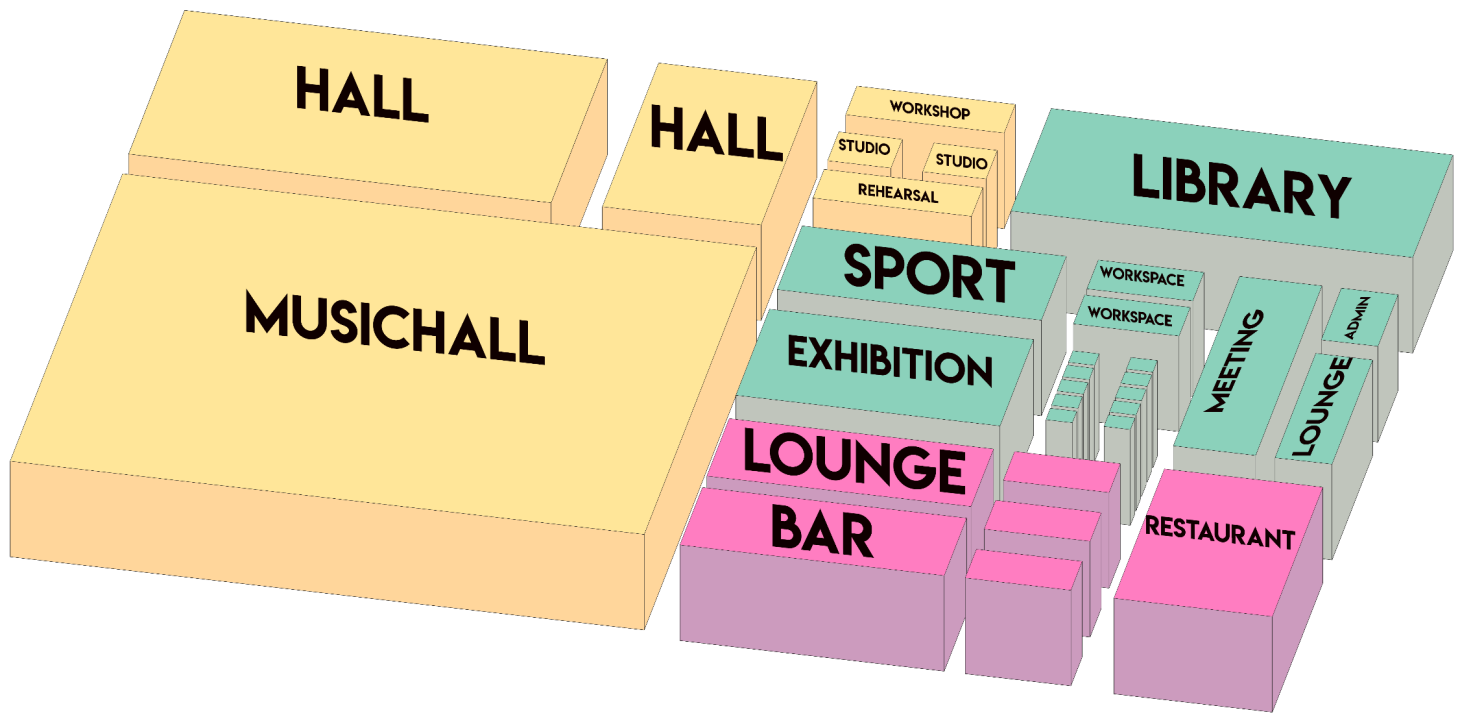 HALL
HALL
WORKSHOP
STUDIO
STUDIO
REHEARSAL
LIBRARY
MUSICHALL
SPORT
WORKSPACE
WORKSPACE
MEETING
ADMIN
EXHIBITION
LOUNGE
LOUNGE
BAR
RESTAURANT